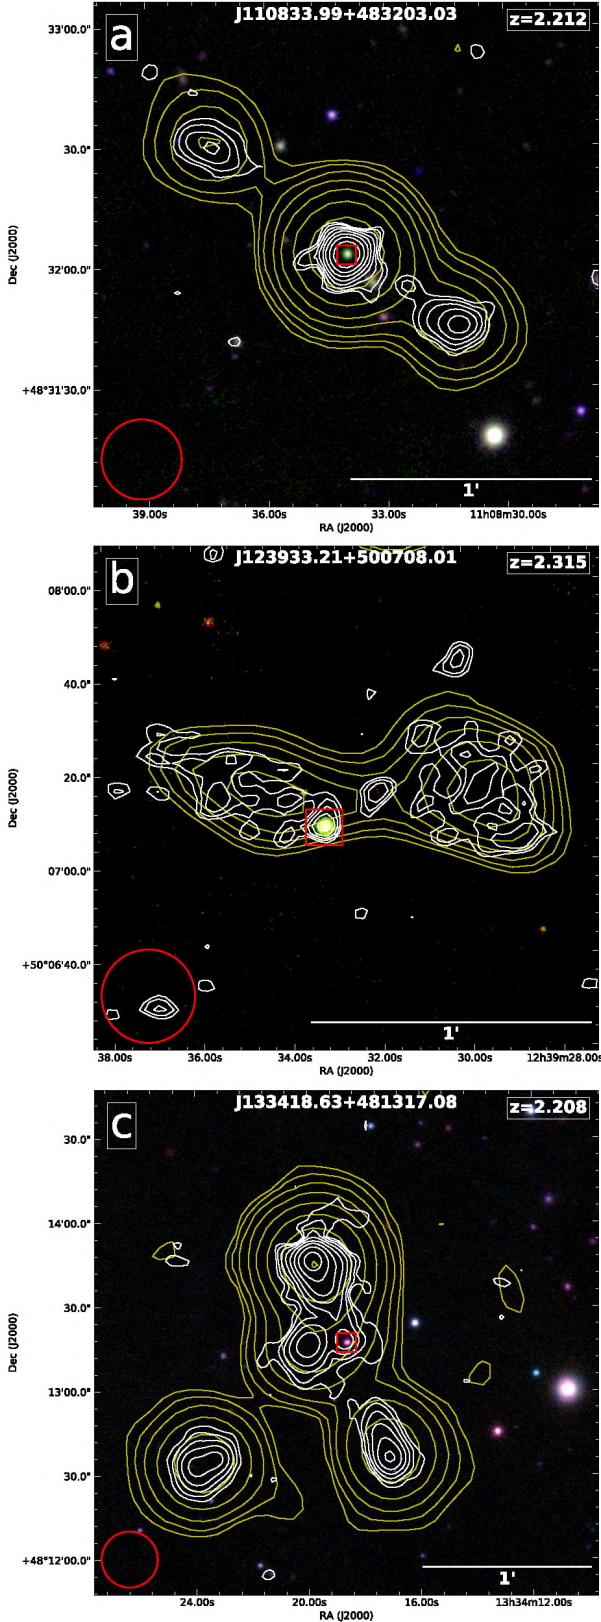 a
J110833.99+483203.03
z=2.212
33'00.0"
30.0"
Dec (J2000)
32'00.0"
+48°31'30.0"
1'
39.00s 36.00s 33.00s 11h08m30.00s
RA (J2000)
b
J123933.21+500708.01
z=2.315
08'00.0"
40.0"
Dec (J2000)
20.0"
07'00.0"
+50°06'40.0"
1'
38.00s 36.00s 34.00s 32.00s 30.00s 12h39m28.00s
RA (J2000)
c
J133418.63+481317.08
z=2.208
30.0"
14'00.0"
30.0"
Dec (J2000)
13'00.0"
30.0"
+48°12'00.0"
1'
24.00s 20.00s 16.00s 13h34m12.00s
RA (J2000)